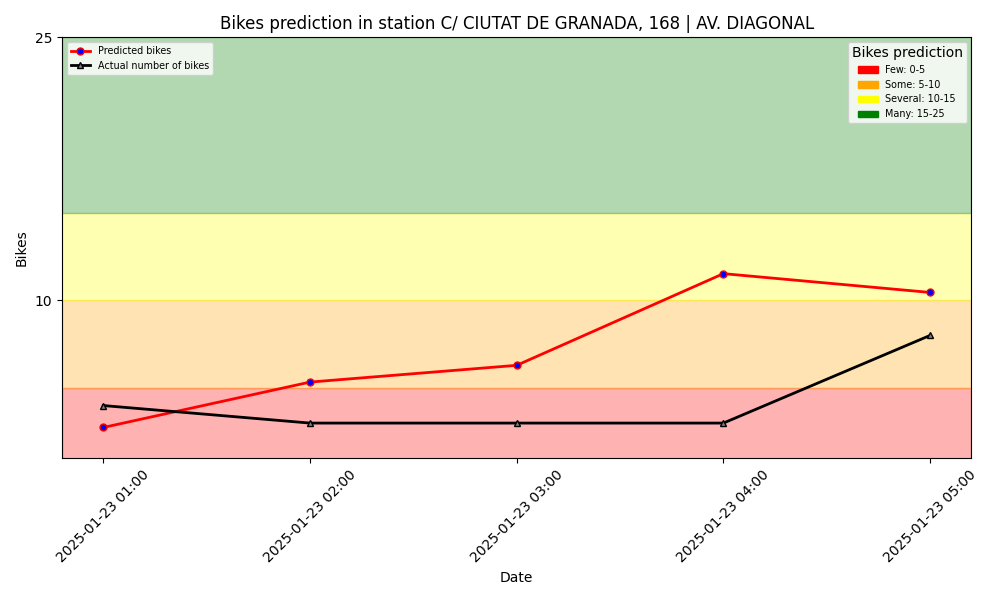 Bikes prediction in station C/ CIUTAT DE GRANADA, 168 | AV. DIAGONAL
25
10
Bikes
Predicted bikes
Actual number of bikes
Bikes prediction
Few: 0-5
Some: 5-10
Several: 10-15
Many: 15-25
2025-01-23 01:00
2025-01-23 02:00
2025-01-23 03:00
2025-01-23 04:00
2025-01-23 05:00
Date